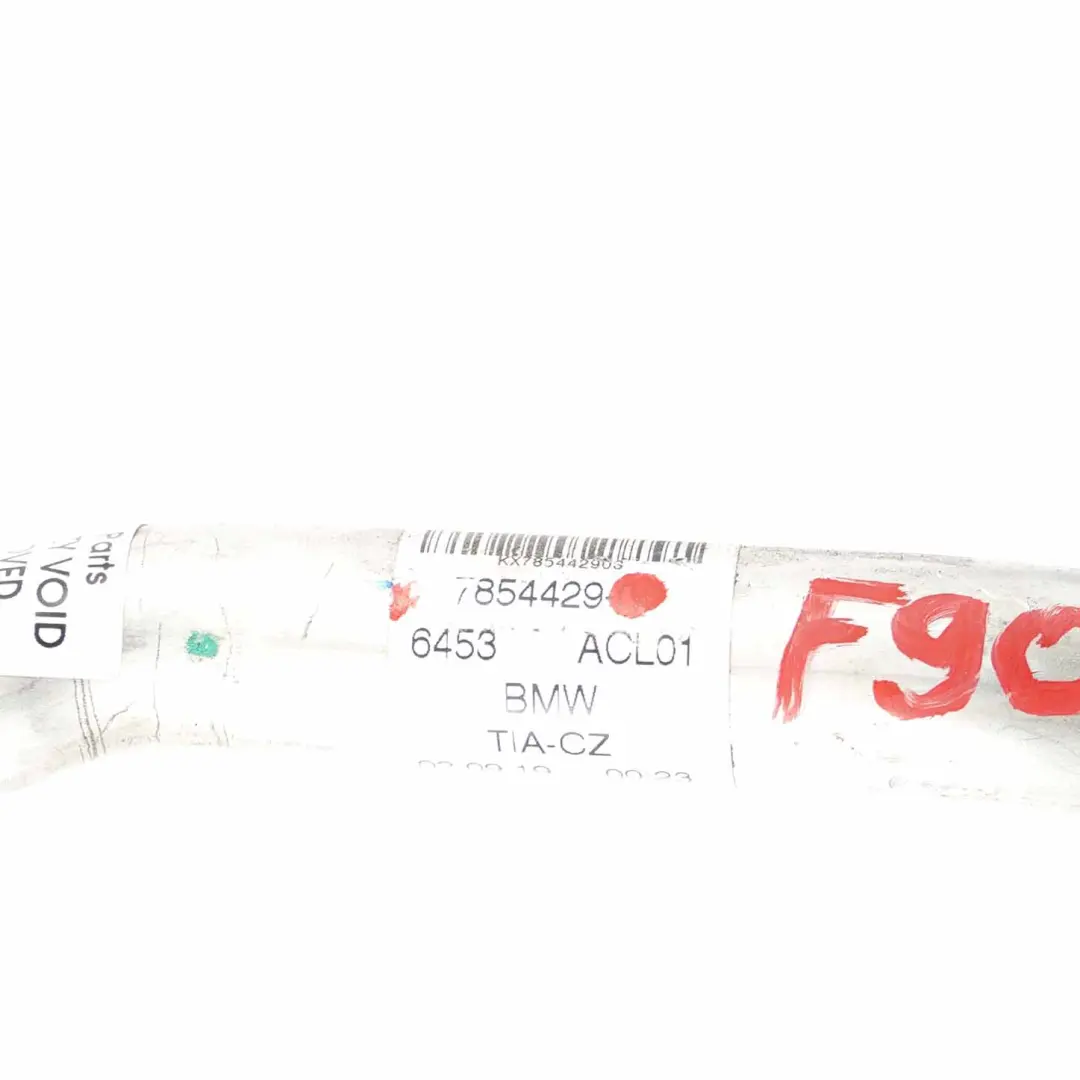 Parts
VOID
KX785442903
7854429-
6453 ACL01
BMW
TIA-CZ
F90